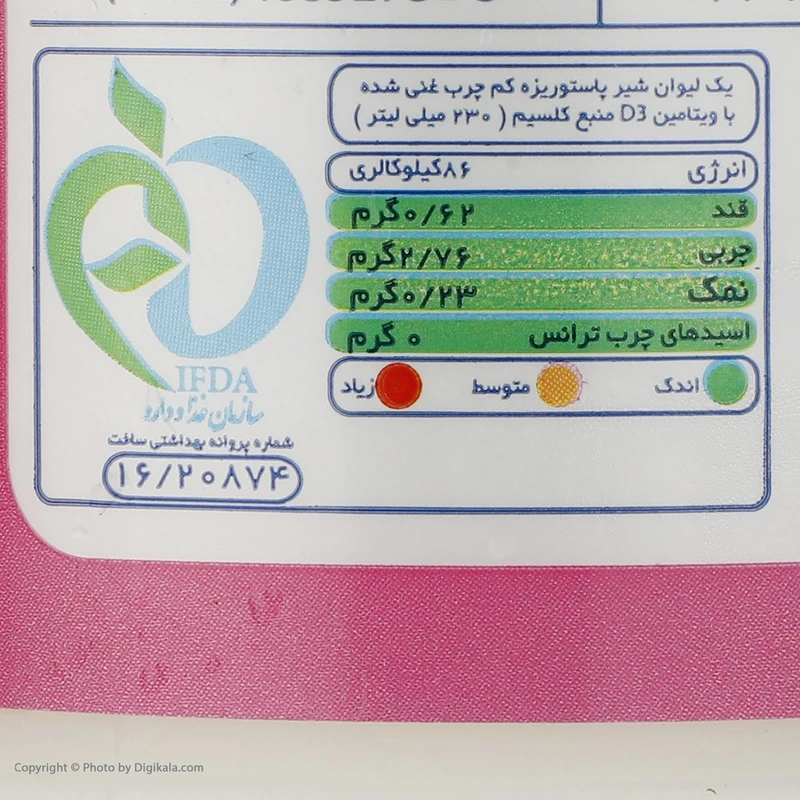 یک لیوان شیر پاستوریزه کم چرب غنی شده
با ویتامین D3 منبع کلسیم ( ۲۳۰ میلی لیتر )
انرژی ۸۶کیلوکالری
قند ۰/۶۲گرم
چربی ۲/۷۶گرم
نمک ۰/۲۳گرم
اسیدهای چرب ترانس ۰ گرم
اندک متوسط زیاد
IFDA
سازمان غذا و دارو
شماره پروانه بهداشتی ساخت
۱۶/۲۰۸۷۴
Copyright © Photo by Digikala.com